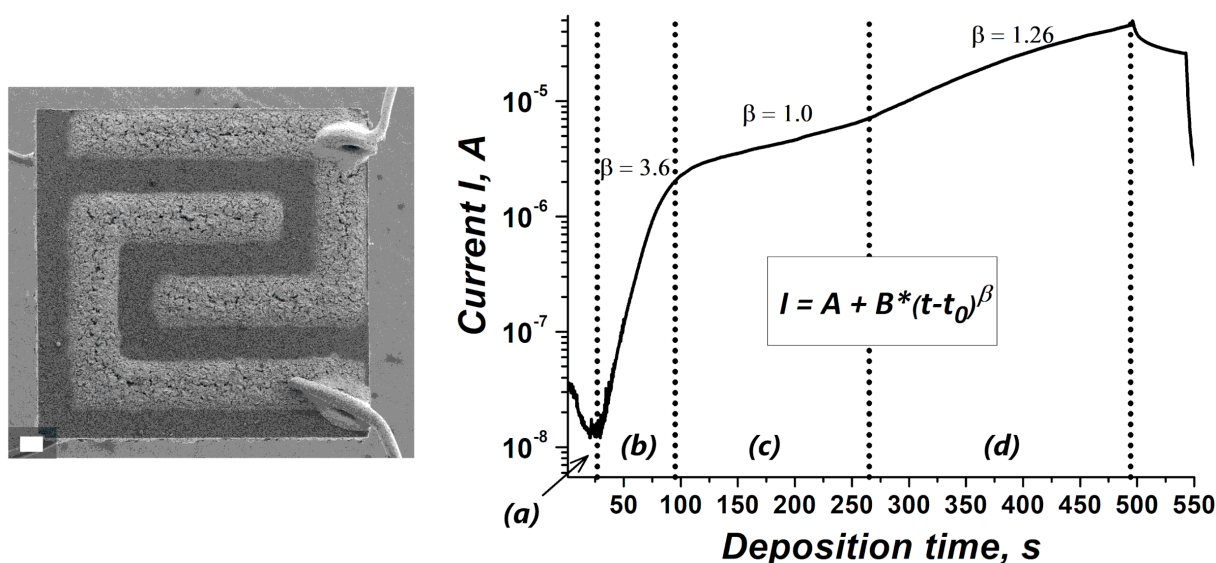 Current I, A
10⁻⁵
10⁻⁶
10⁻⁷
10⁻⁸
β = 3.6
β = 1.0
β = 1.26
I = A + B*(t-t₀)^β
(a)
(b)
(c)
(d)
50 100 150 200 250 300 350 400 450 500 550
Deposition time, s